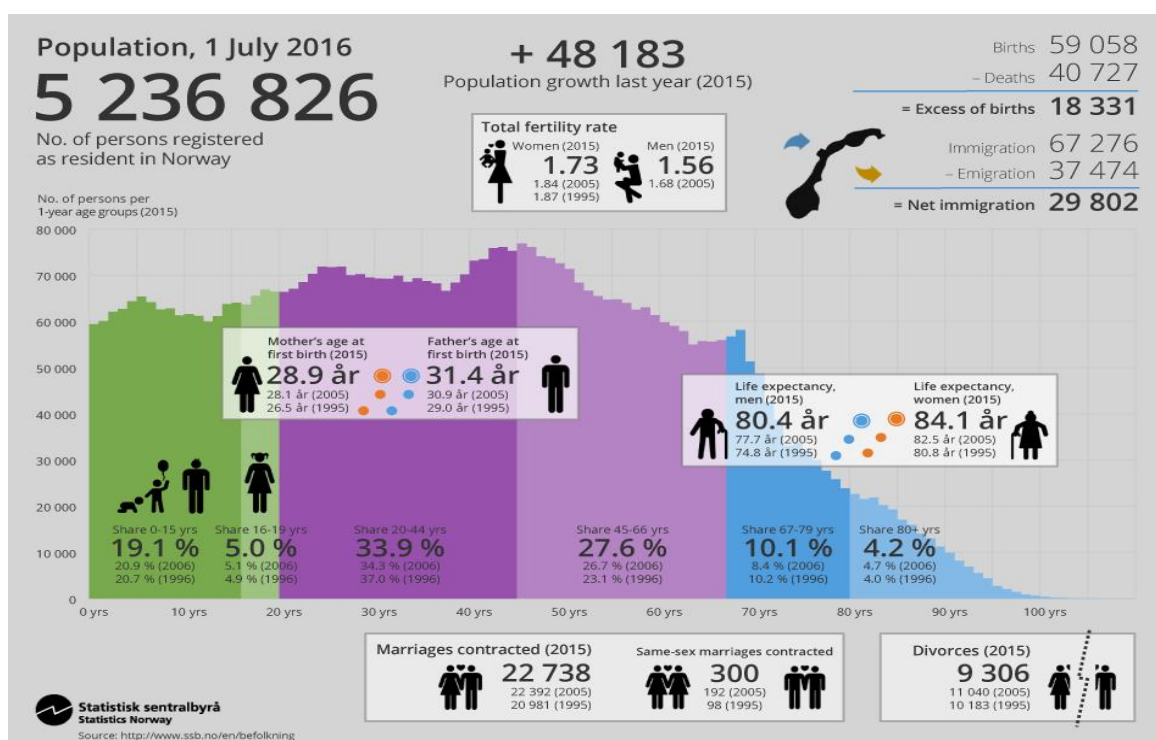 Population, 1 July 2016
5 236 826
No. of persons registered
as resident in Norway
+ 48 183
Population growth last year (2015)
Births 59 058
– Deaths 40 727
= Excess of births 18 331
Immigration 67 276
– Emigration 37 474
= Net immigration 29 802
Total fertility rate
Women (2015)
1.73
1.84 (2005)
1.87 (1995)
Men (2015)
1.56
1.68 (2005)
No. of persons per
1-year age groups (2015)
80 000
70 000
60 000
50 000
40 000
30 000
20 000
10 000
0
Mother's age at
first birth (2015)
28.9 år
28.1 år (2005)
26.5 år (1995)
Father's age at
first birth (2015)
31.4 år
30.9 år (2005)
29.0 år (1995)
Life expectancy,
men (2015)
80.4 år
77.7 år (2005)
74.8 år (1995)
Life expectancy,
women (2015)
84.1 år
82.5 år (2005)
80.8 år (1995)
Share 0-15 yrs
19.1 %
20.9 % (2006)
20.7 % (1996)
Share 16-19 yrs
5.0 %
5.1 % (2006)
4.9 % (1996)
Share 20-44 yrs
33.9 %
34.3 % (2006)
37.0 % (1996)
Share 45-66 yrs
27.6 %
26.7 % (2006)
23.1 % (1996)
Share 67-79 yrs
10.1 %
8.4 % (2006)
10.2 % (1996)
Share 80+ yrs
4.2 %
4.7 % (2006)
4.0 % (1996)
0 yrs 10 yrs 20 yrs 30 yrs 40 yrs 50 yrs 60 yrs 70 yrs 80 yrs 90 yrs 100 yrs
Marriages contracted (2015)
22 738
22 392 (2005)
20 981 (1995)
Same-sex marriages contracted
300
192 (2005)
98 (1995)
Divorces (2015)
9 306
11 040 (2005)
10 183 (1995)
Statistisk sentralbyrå
Statistics Norway
Source: http://www.ssb.no/en/befolkning